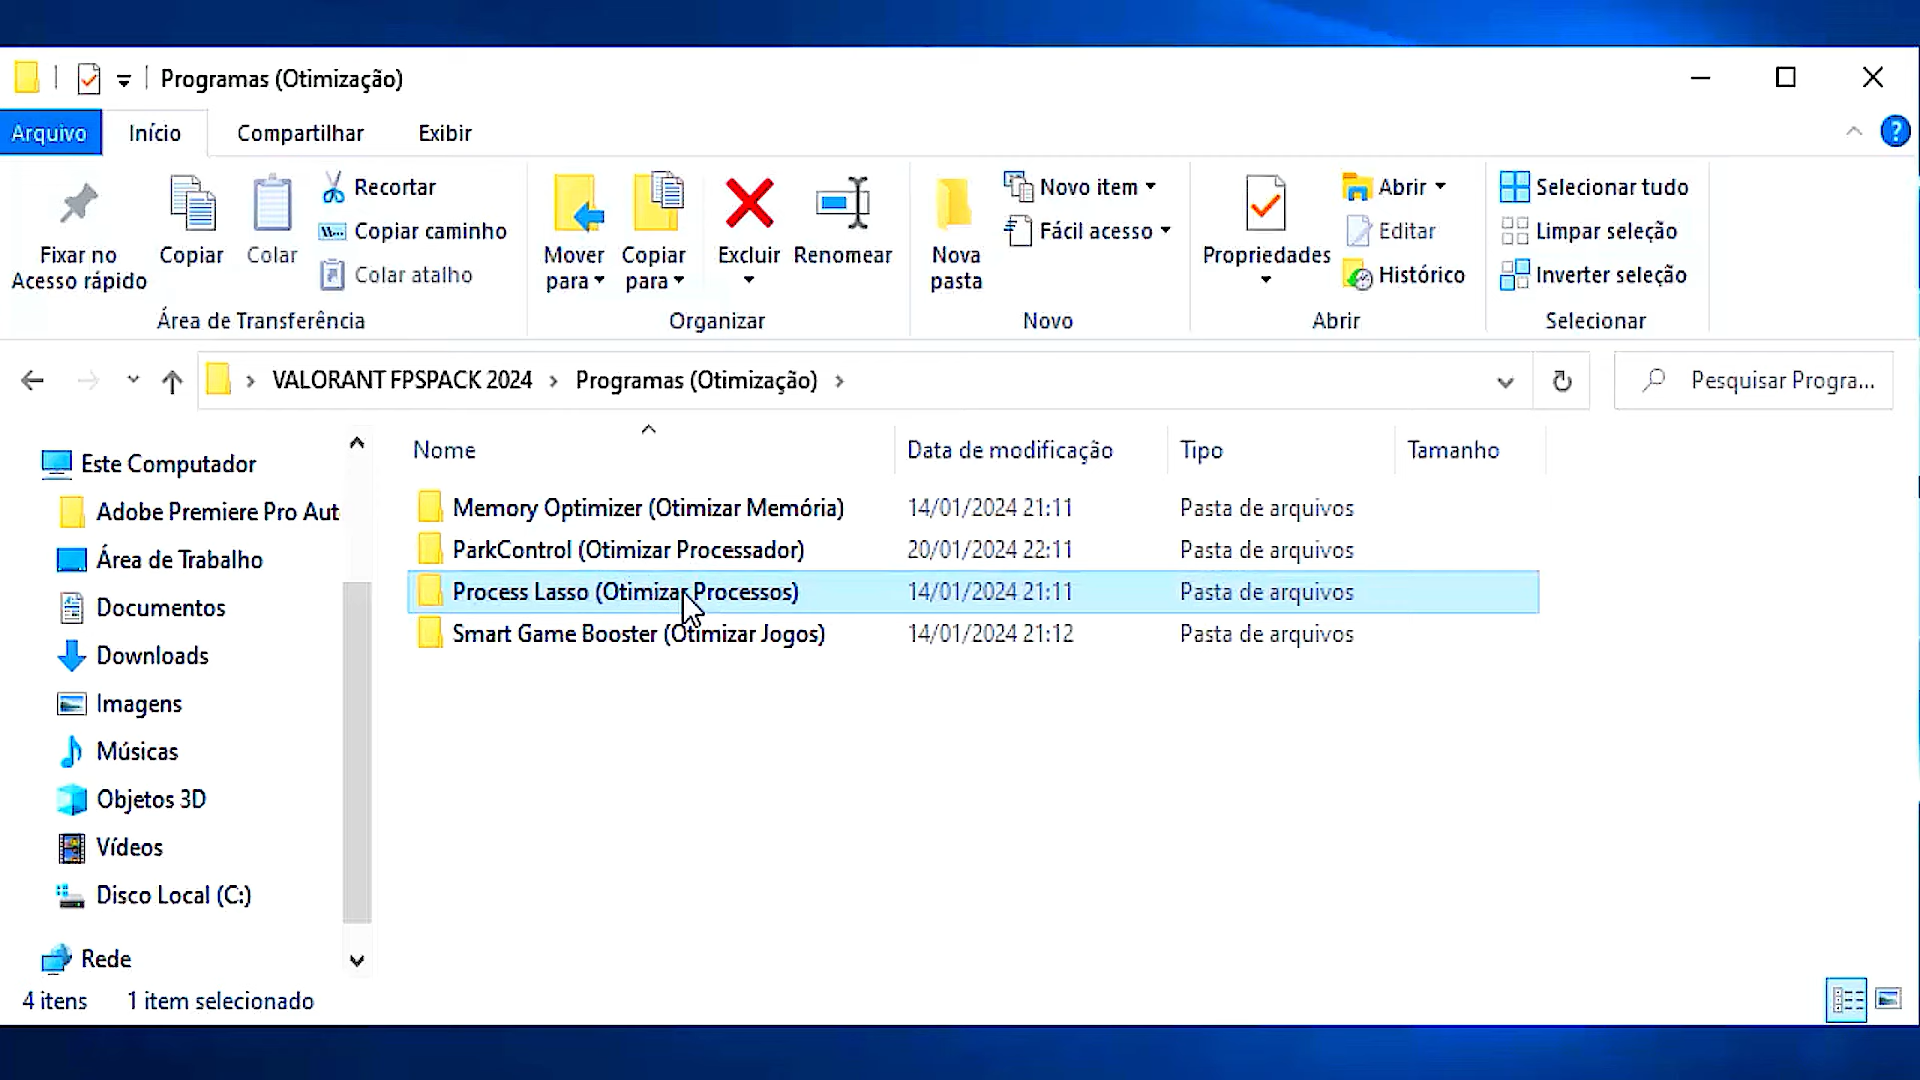 Programas (Otimização)
Arquivo Início Compartilhar Exibir
Fixar no Acesso rápido
Copiar
Colar
Recortar
Copiar caminho
Colar atalho
Área de Transferência
Mover para
Copiar para
Excluir
Renomear
Organizar
Nova pasta
Novo item
Fácil acesso
Novo
Propriedades
Abrir
Editar
Histórico
Abrir
Selecionar tudo
Limpar seleção
Inverter seleção
Selecionar
VALORANT FPSPACK 2024 › Programas (Otimização) ›
Pesquisar Progra...
Este Computador
Adobe Premiere Pro Aut
Área de Trabalho
Documentos
Downloads
Imagens
Músicas
Objetos 3D
Vídeos
Disco Local (C:)
Rede
Nome Data de modificação Tipo Tamanho
Memory Optimizer (Otimizar Memória) 14/01/2024 21:11 Pasta de arquivos
ParkControl (Otimizar Processador) 20/01/2024 22:11 Pasta de arquivos
Process Lasso (Otimizar Processos) 14/01/2024 21:11 Pasta de arquivos
Smart Game Booster (Otimizar Jogos) 14/01/2024 21:12 Pasta de arquivos
4 itens 1 item selecionado